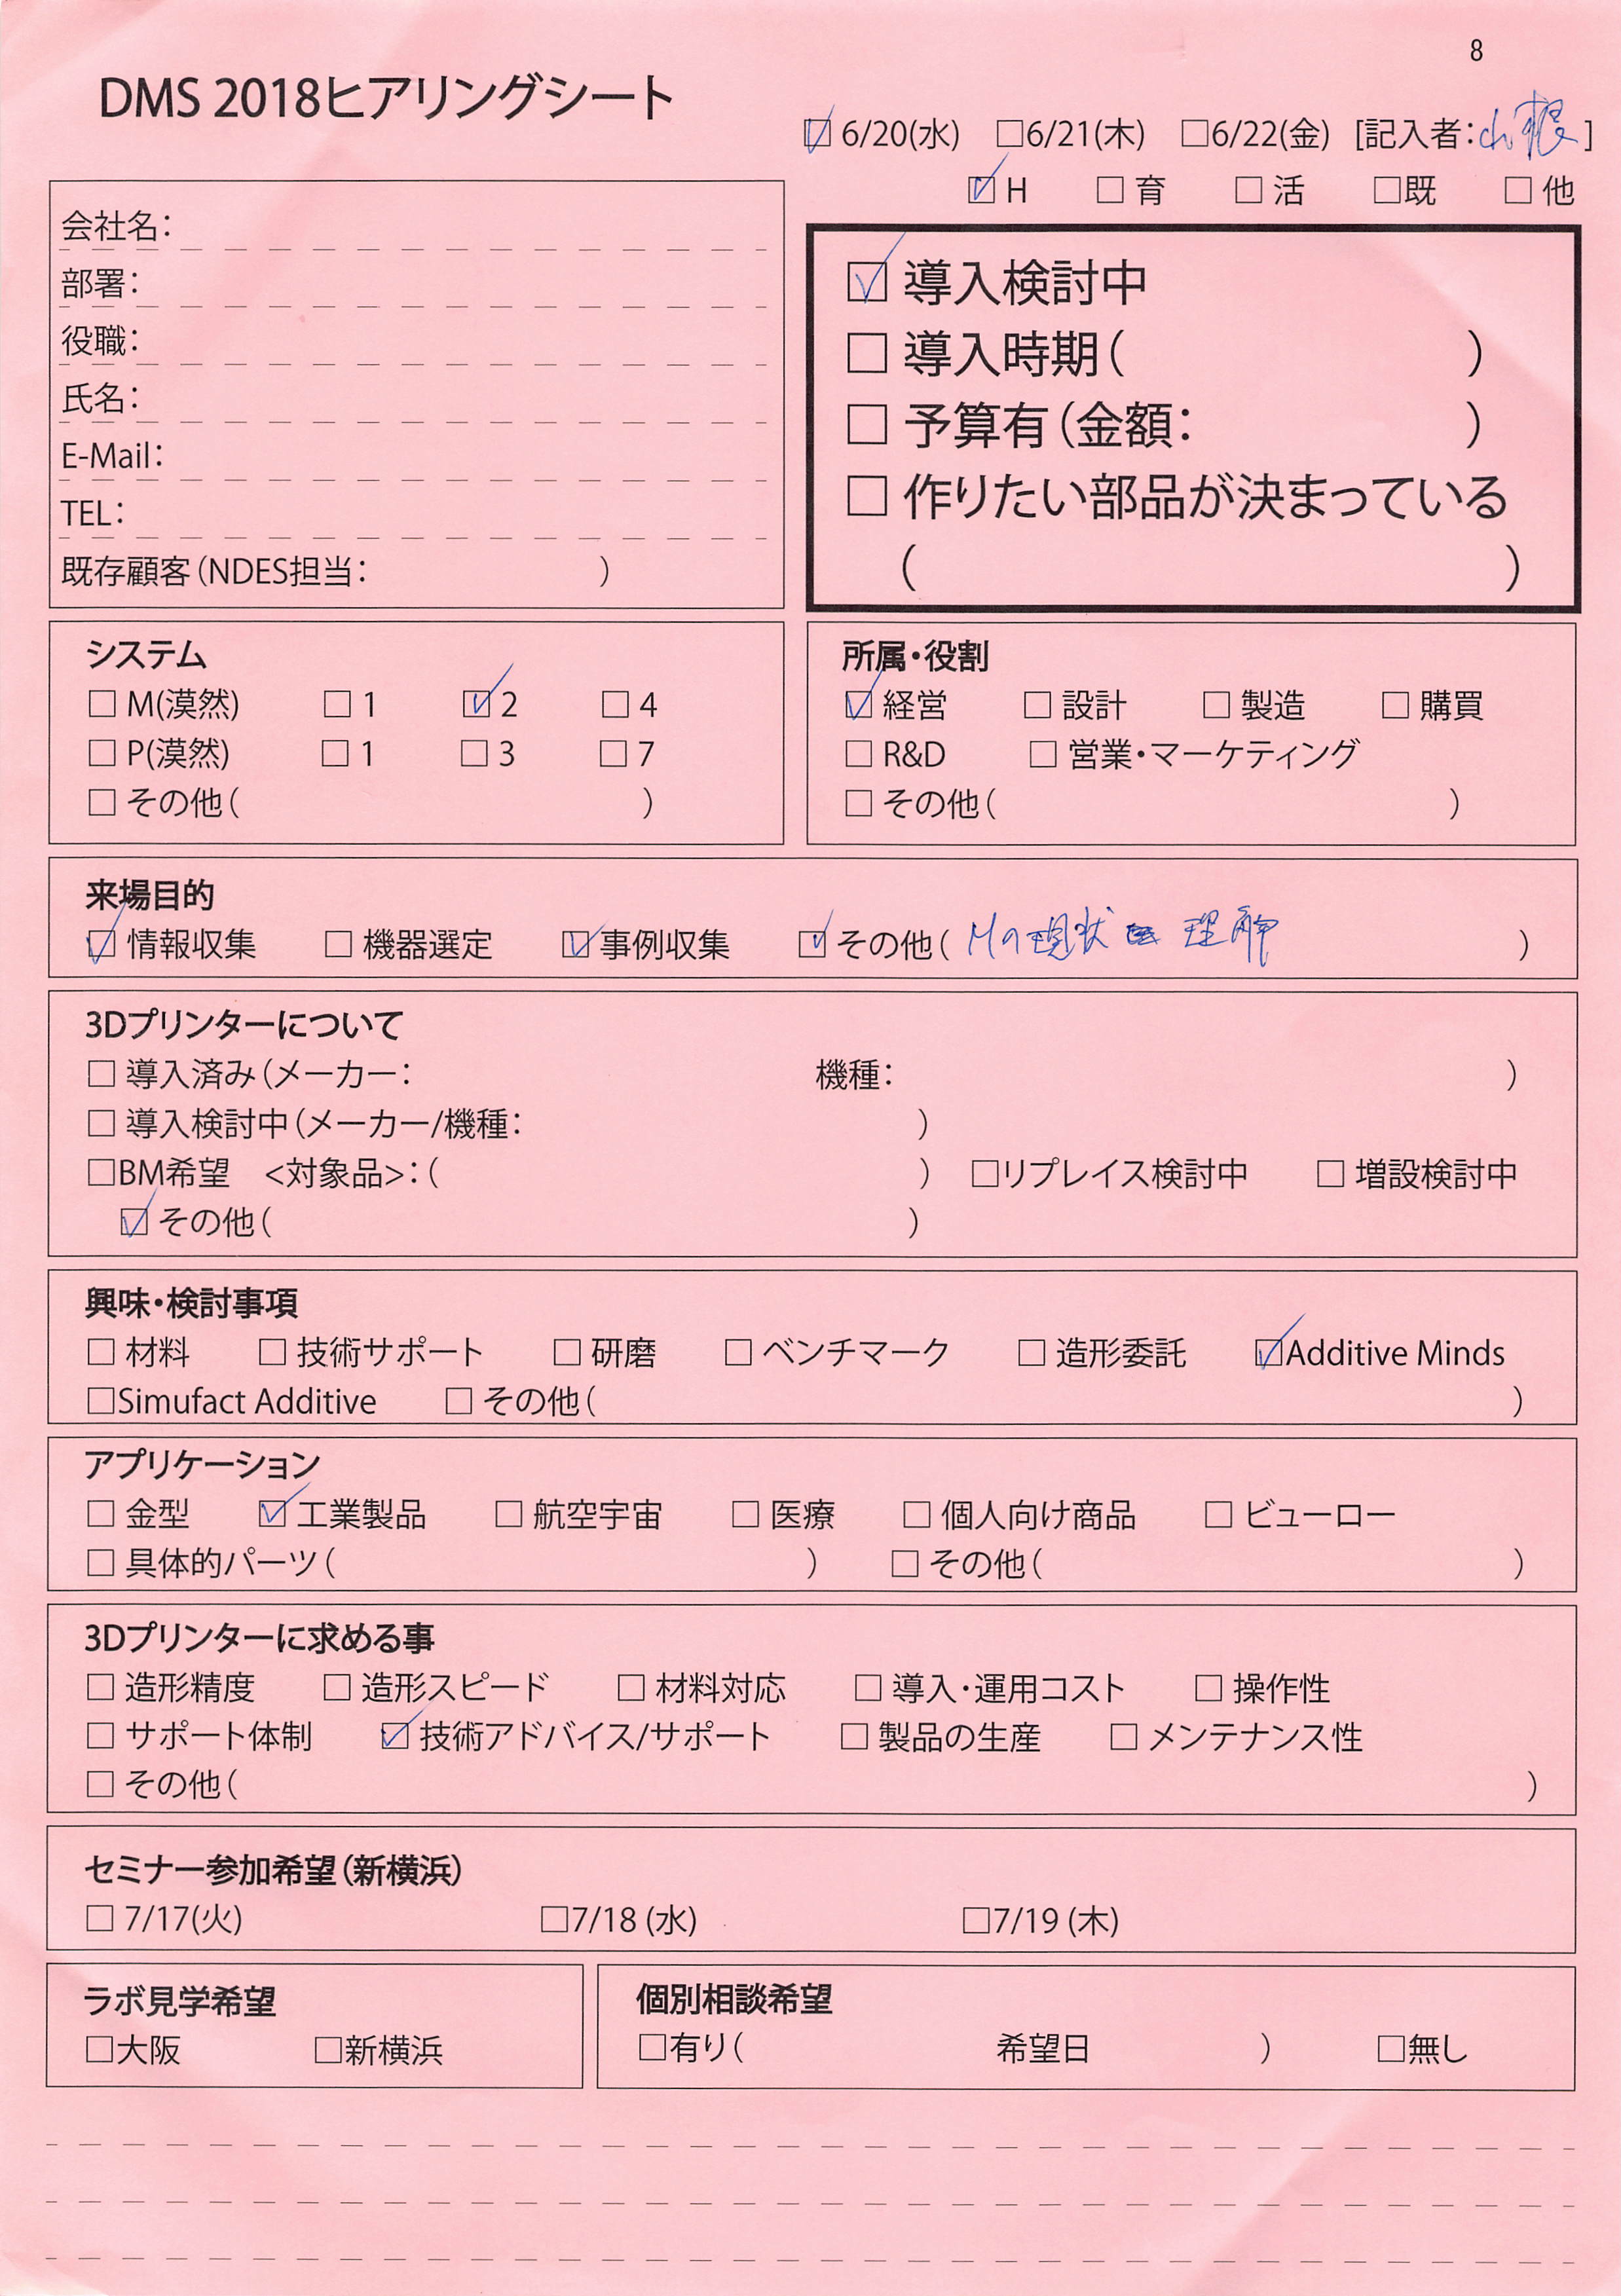 8
DMS 2018ヒアリングシート
☑ 6/20(水) □6/21(木) □6/22(金) [記入者：山根]
☑ H □ 育 □ 活 □既 □ 他
会社名：
部署：
役職：
氏名：
E-Mail：
TEL：
既存顧客（NDES担当： ）
☑ 導入検討中
□ 導入時期（ ）
□ 予算有（金額： ）
□ 作りたい部品が決まっている
（ ）
システム
□ M(漠然) □ 1 ☑ 2 □ 4
□ P(漠然) □ 1 □ 3 □ 7
□ その他（ ）
所属・役割
☑ 経営 □ 設計 □ 製造 □ 購買
□ R&D □ 営業・マーケティング
□ その他（ ）
来場目的
☑ 情報収集 □ 機器選定 ☑ 事例収集 ☑ その他（ Mの現状 理解 ）
3Dプリンターについて
□ 導入済み（メーカー： 機種： ）
□ 導入検討中（メーカー/機種： ）
□BM希望 <対象品>：（ ） □リプレイス検討中 □ 増設検討中
☑ その他（ ）
興味・検討事項
□ 材料 □ 技術サポート □ 研磨 □ ベンチマーク □ 造形委託 ☑Additive Minds
□Simufact Additive □ その他（ ）
アプリケーション
□ 金型 ☑ 工業製品 □ 航空宇宙 □ 医療 □ 個人向け商品 □ ビューロー
□ 具体的パーツ（ ） □ その他（ ）
3Dプリンターに求める事
□ 造形精度 □ 造形スピード □ 材料対応 □ 導入・運用コスト □ 操作性
□ サポート体制 ☑ 技術アドバイス/サポート □ 製品の生産 □ メンテナンス性
□ その他（ ）
セミナー参加希望（新横浜）
□ 7/17(火) □7/18 (水) □7/19 (木)
ラボ見学希望
□大阪 □新横浜
個別相談希望
□有り（ 希望日 ） □無し